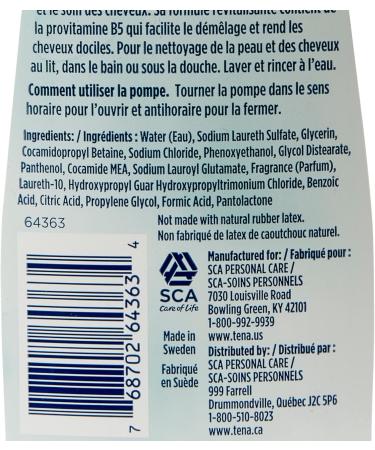 et le soin des cheveux. Sa formule revitalisante contient de
la provitamine B5 qui facilite le démêlage et rend les
cheveux dociles. Pour le nettoyage de la peau et des cheveux
au lit, dans le bain ou sous la douche. Laver et rincer à l'eau.
Comment utiliser la pompe. Tourner la pompe dans le sens
horaire pour l'ouvrir et antihoraire pour la fermer.
Ingredients: / Ingrédients : Water (Eau), Sodium Laureth Sulfate, Glycerin,
Cocamidopropyl Betaine, Sodium Chloride, Phenoxyethanol, Glycol Distearate,
Panthenol, Cocamide MEA, Sodium Lauroyl Glutamate, Fragrance (Parfum),
Laureth-10, Hydroxypropyl Guar Hydroxypropyltrimonium Chloride, Benzoic
Acid, Citric Acid, Propylene Glycol, Formic Acid, Pantolactone
64363
Not made with natural rubber latex.
Non fabriqué de latex de caoutchouc naturel.
7 68702 64363 4
SCA
Care of Life
Made in
Sweden
Fabriqué
en Suède
Manufactured for: / Fabriqué pour :
SCA PERSONAL CARE /
SCA-SOINS PERSONNELS
7030 Louisville Road
Bowling Green, KY 42101
1-800-992-9939
www.tena.us
Distributed by: / Distribué par :
SCA PERSONAL CARE /
SCA-SOINS PERSONNELS
999 Farrell
Drummondville, Québec J2C 5P6
1-800-510-8023
www.tena.ca